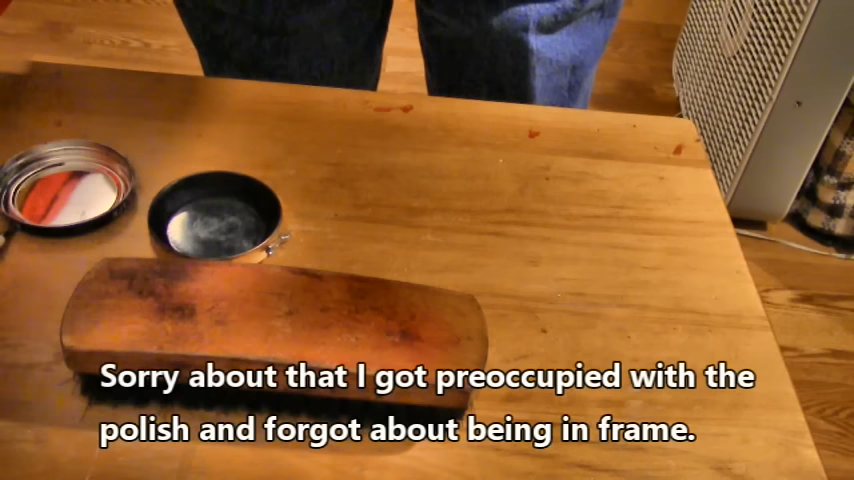 Sorry about that I got preoccupied with the
polish and forgot about being in frame.